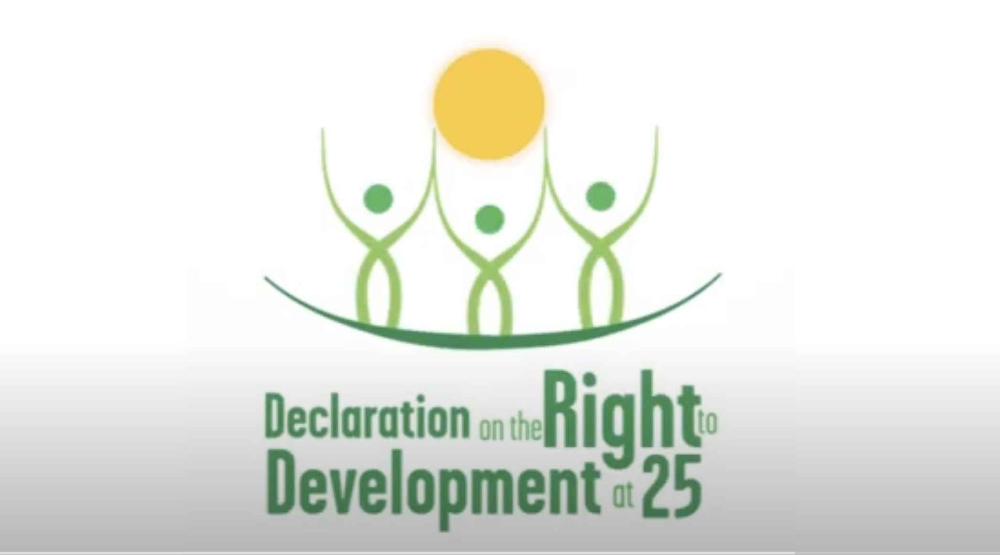 Declaration on the Right to
Development at 25